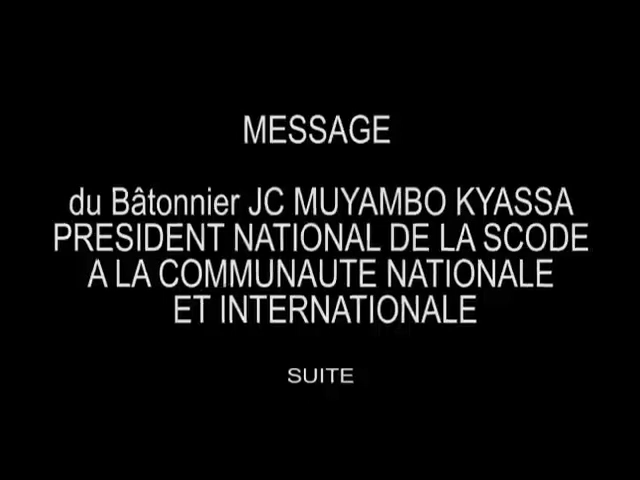 MESSAGE
du Bâtonnier JC MUYAMBO KYASSA
PRESIDENT NATIONAL DE LA SCODE
A LA COMMUNAUTE NATIONALE
ET INTERNATIONALE
SUITE